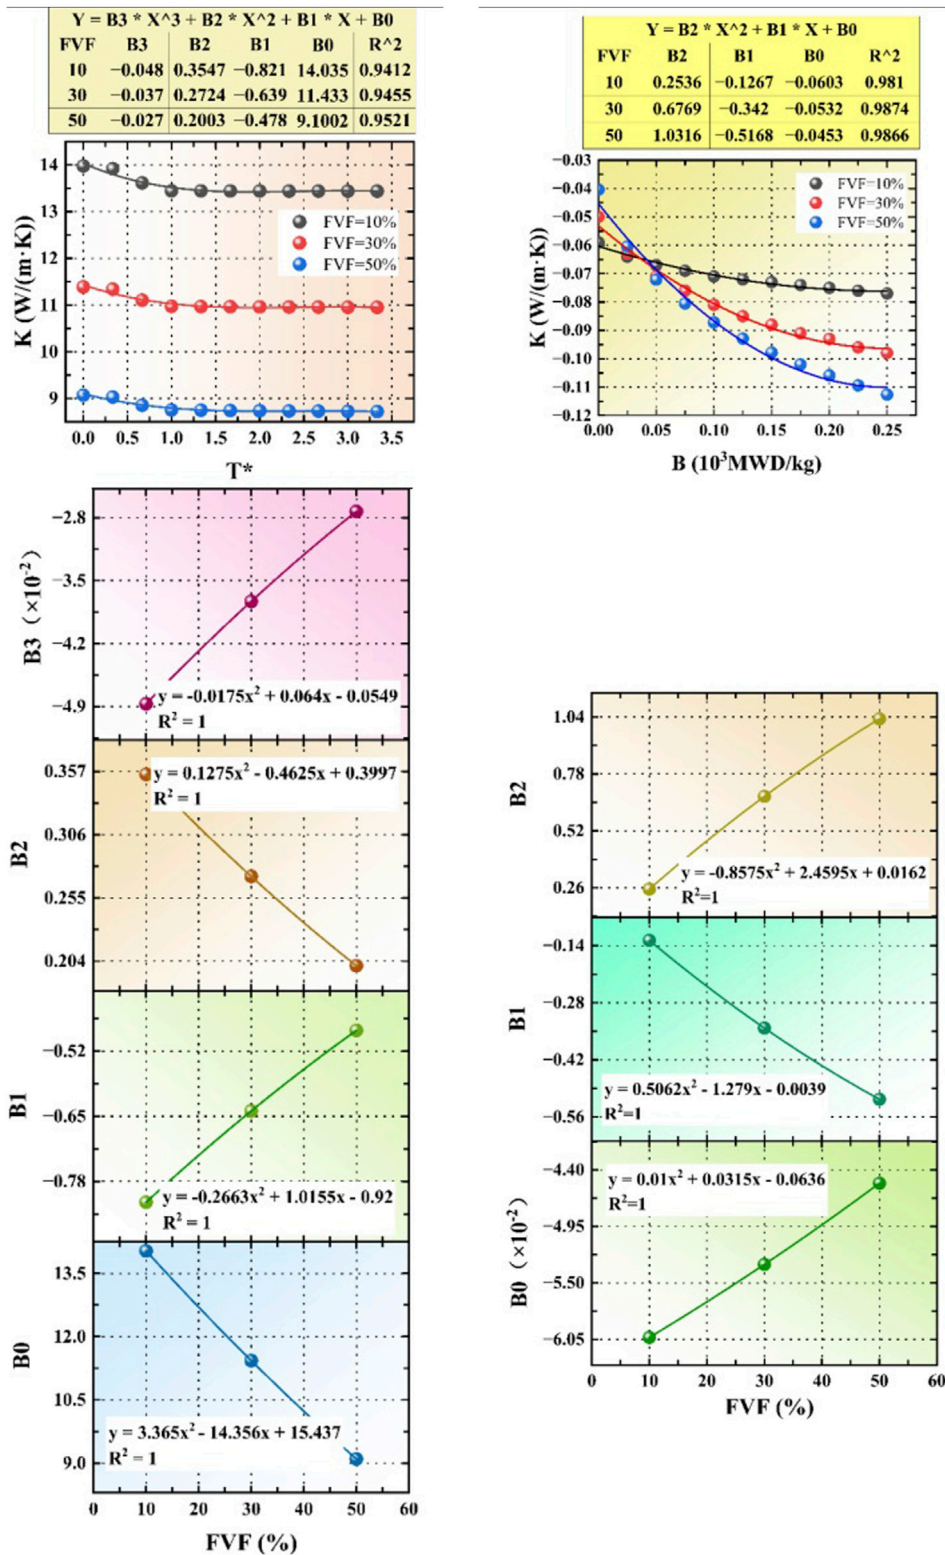 Y = B3 * X^3 + B2 * X^2 + B1 * X + B0
FVF B3 B2 B1 B0 R^2
10 −0.048 0.3547 −0.821 14.035 0.9412
30 −0.037 0.2724 −0.639 11.433 0.9455
50 −0.027 0.2003 −0.478 9.1002 0.9521
K (W/(m·K))
14
13
12
11
10
9
FVF=10%
FVF=30%
FVF=50%
0.0 0.5 1.0 1.5 2.0 2.5 3.0 3.5
T*
Y = B2 * X^2 + B1 * X + B0
FVF B2 B1 B0 R^2
10 0.2536 −0.1267 −0.0603 0.981
30 0.6769 −0.342 −0.0532 0.9874
50 1.0316 −0.5168 −0.0453 0.9866
K (W/(m·K))
−0.03
−0.04
−0.05
−0.06
−0.07
−0.08
−0.09
−0.10
−0.11
−0.12
FVF=10%
FVF=30%
FVF=50%
0.00 0.05 0.10 0.15 0.20 0.25
B (10³MWD/kg)
B3 (×10⁻²)
−2.8
−3.5
−4.2
−4.9
y = -0.0175x² + 0.064x - 0.0549
R² = 1
B2
0.357
0.306
0.255
0.204
y = 0.1275x² - 0.4625x + 0.3997
R² = 1
B1
−0.52
−0.65
−0.78
y = -0.2663x² + 1.0155x - 0.92
R² = 1
B0
13.5
12.0
10.5
9.0
y = 3.365x² - 14.356x + 15.437
R² = 1
0 10 20 30 40 50 60
FVF (%)
B2
1.04
0.78
0.52
0.26
y = -0.8575x² + 2.4595x + 0.0162
R²=1
B1
−0.14
−0.28
−0.42
−0.56
y = 0.5062x² - 1.279x - 0.0039
R²=1
B0 (×10⁻²)
−4.40
−4.95
−5.50
−6.05
y = 0.01x² + 0.0315x - 0.0636
R²=1
0 10 20 30 40 50 60
FVF (%)